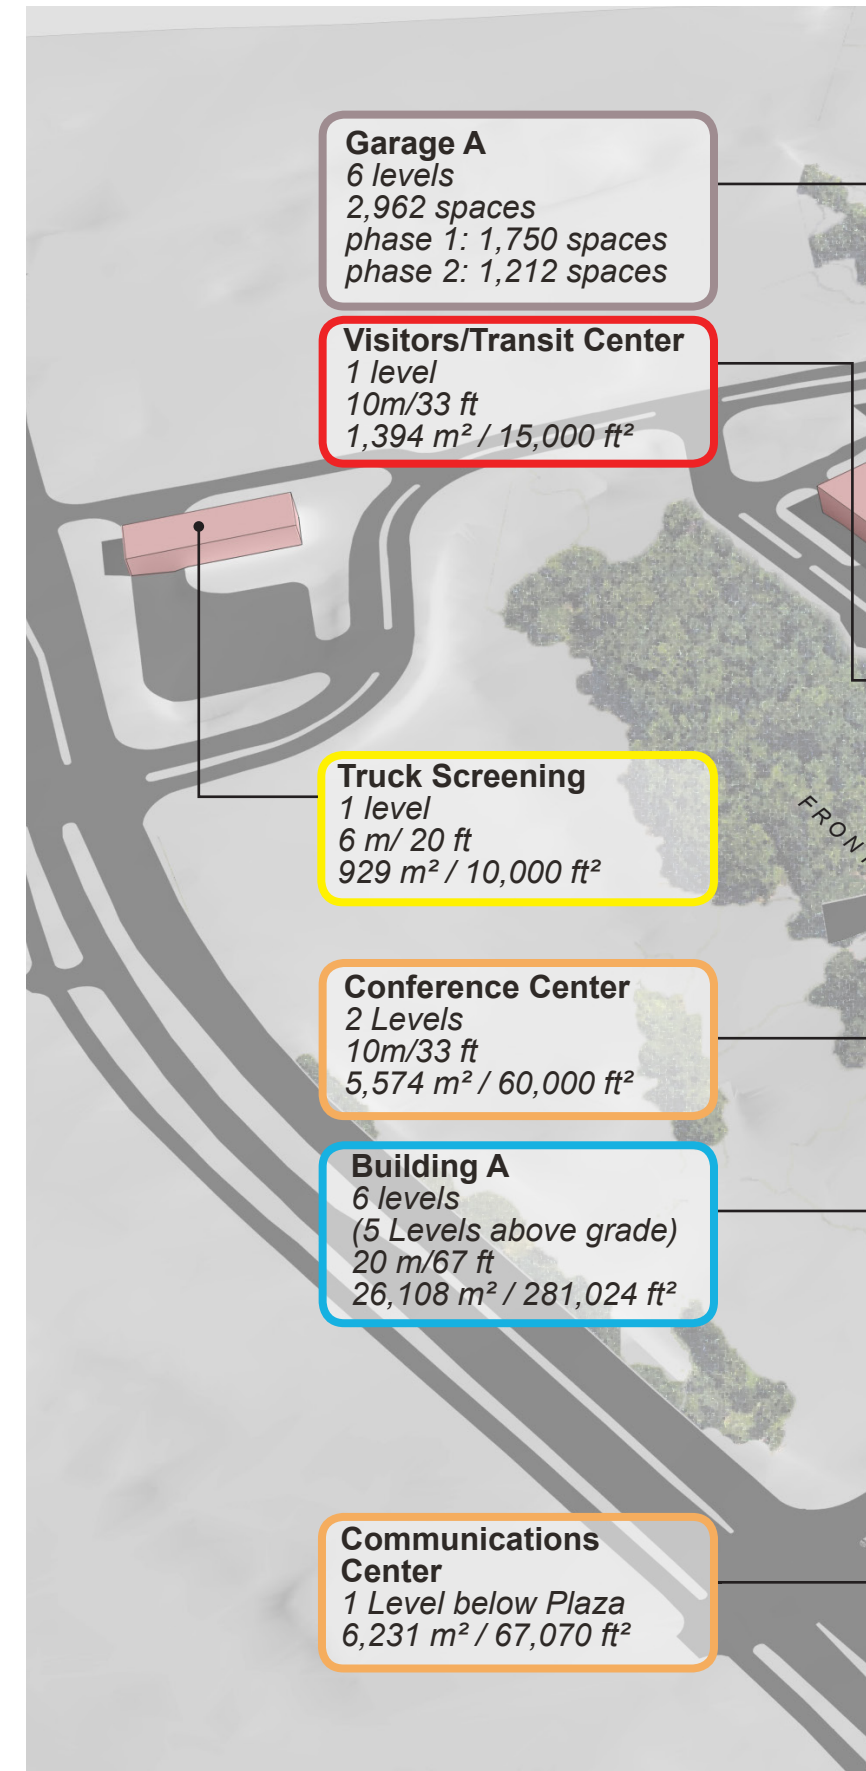 Garage A
6 levels
2,962 spaces
phase 1: 1,750 spaces
phase 2: 1,212 spaces
Visitors/Transit Center
1 level
10m/33 ft
1,394 m² / 15,000 ft²
Truck Screening
1 level
6 m/ 20 ft
929 m² / 10,000 ft²
Conference Center
2 Levels
10m/33 ft
5,574 m² / 60,000 ft²
Building A
6 levels
(5 Levels above grade)
20 m/67 ft
26,108 m² / 281,024 ft²
Communications
Center
1 Level below Plaza
6,231 m² / 67,070 ft²